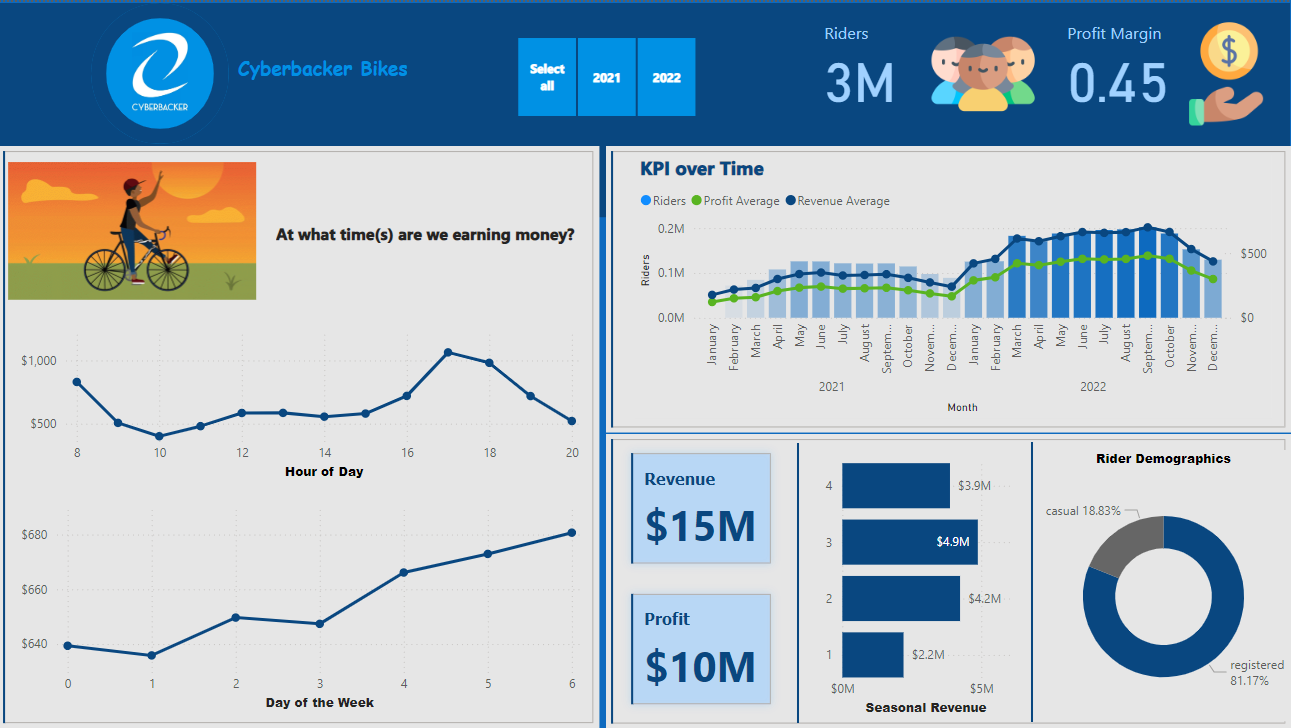 CYBERBACKER
Cyberbacker Bikes
Select
all
2021
2022
Riders
3M
Profit Margin
0.45
$
At what time(s) are we earning money?
$1,000
$500
8
10
12
14
16
18
20
Hour of Day
$680
$660
$640
0
1
2
3
4
5
6
Day of the Week
KPI over Time
Riders
Profit Average
Revenue Average
Riders
0.2M
0.1M
0.0M
$500
$0
January
February
March
April
May
June
July
August
Septem...
October
Novem...
Decem...
January
February
March
April
May
June
July
August
Septem...
October
Novem...
Decem...
2021
2022
Month
Revenue
$15M
Profit
$10M
4
$3.9M
3
$4.9M
2
$4.2M
1
$2.2M
$0M
$5M
Seasonal Revenue
Rider Demographics
casual 18.83%
registered
81.17%